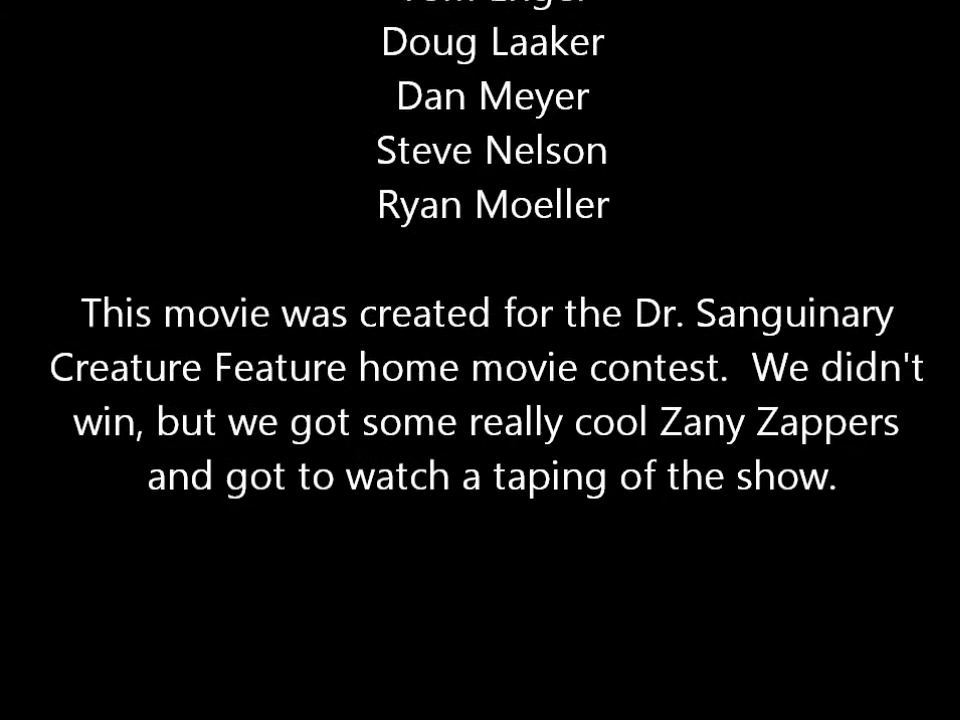 Doug Laaker
Dan Meyer
Steve Nelson
Ryan Moeller
This movie was created for the Dr. Sanguinary
Creature Feature home movie contest.  We didn't
win, but we got some really cool Zany Zappers
and got to watch a taping of the show.